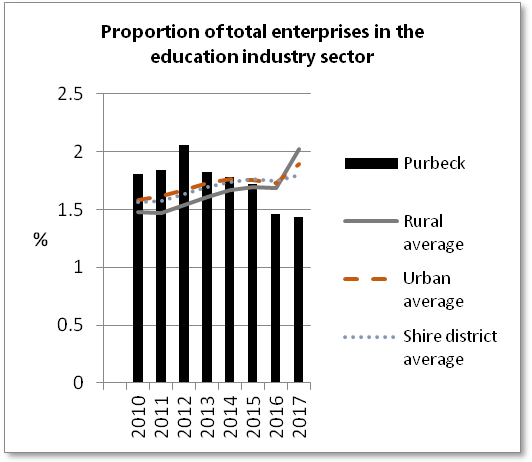 Proportion of total enterprises in the
education industry sector
2.5
2
1.5
1
0.5
0
%
2010
2011
2012
2013
2014
2015
2016
2017
Purbeck
Rural
average
Urban
average
Shire district
average